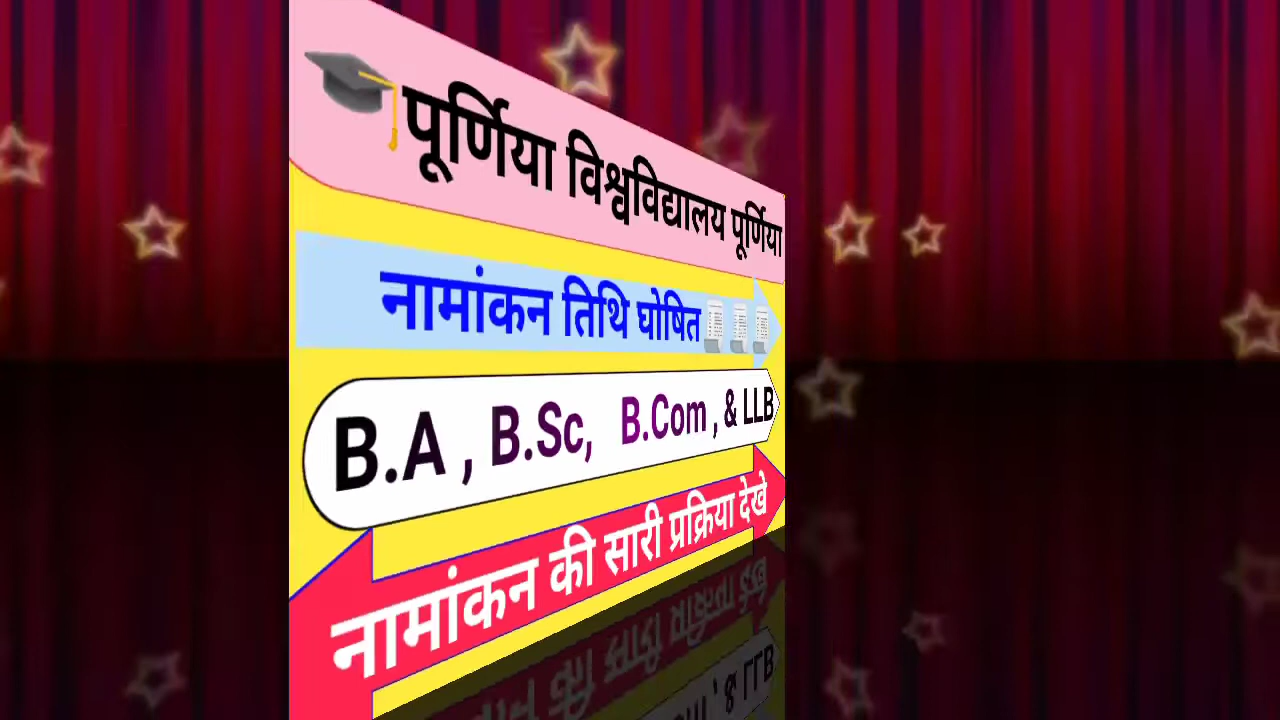 पूर्णिया विश्वविद्यालय पूर्णिया
नामांकन तिथि घोषित
B.A , B.Sc, B.Com , & LLB
नामांकन की सारी प्रक्रिया देखे